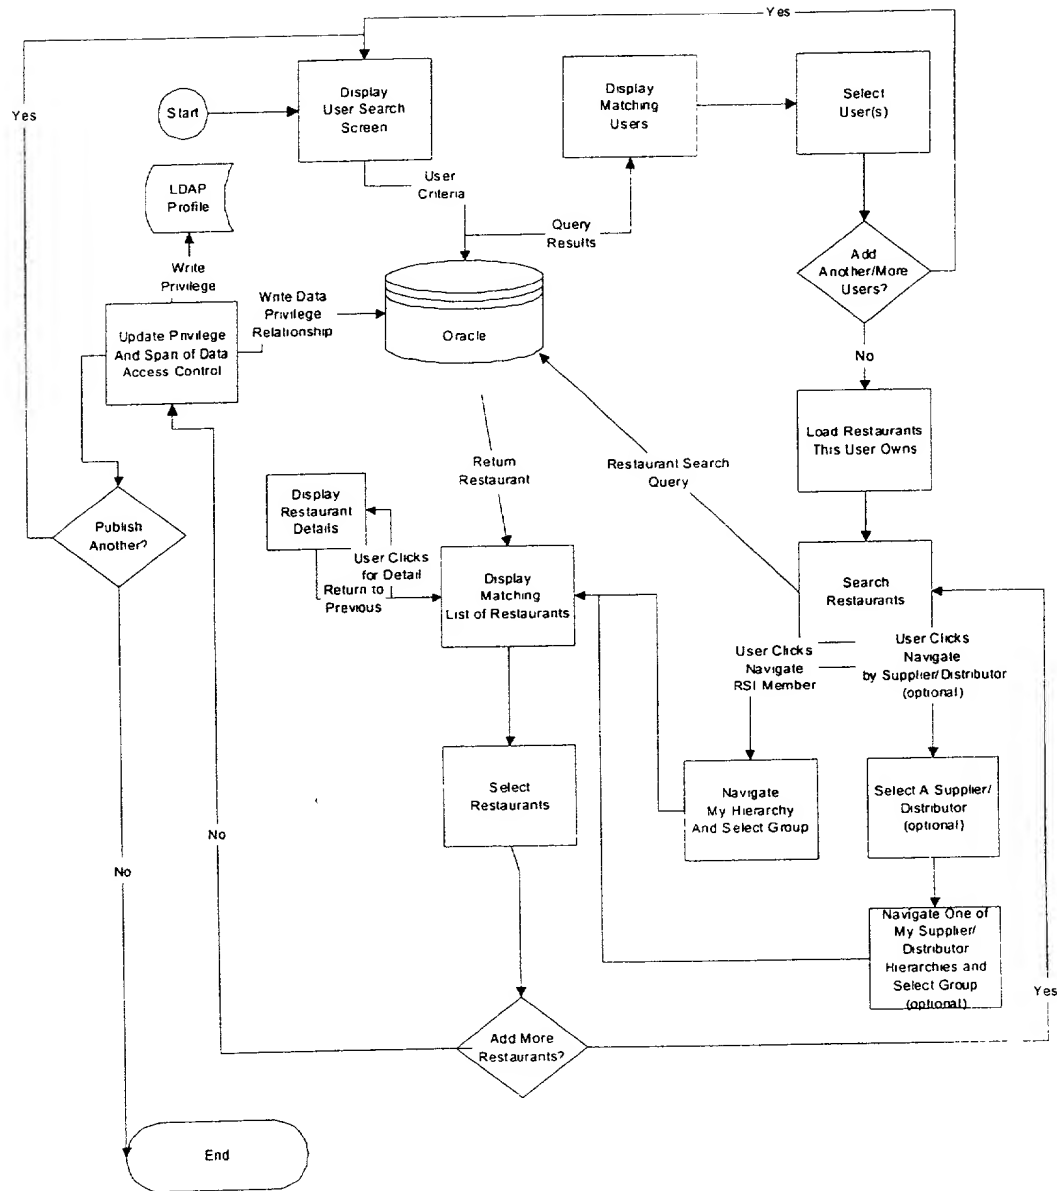 Yes
Yes
Start
Display
User Search
Screen
Display
Matching
Users
Select
User(s)
LDAP
Profile
User
Criteria
Query
Results
Add
Another/More
Users?
Write
Privilege
Write Data
Privilege
Relationship
Oracle
Update Privilege
And Span of Data
Access Control
No
Load Restaurants
This User Owns
Return
Restaurant
Restaurant Search
Query
Display
Restaurant
Details
Publish
Another?
User Clicks
for Detail
Return to
Previous
Display
Matching
List of Restaurants
Search
Restaurants
User Clicks
Navigate
RSI Member
User Clicks
Navigate
by Supplier/Distributor
(optional)
Select
Restaurants
Navigate
My Hierarchy
And Select Group
Select A Supplier/
Distributor
(optional)
No
No
Navigate One of
My Supplier/
Distributor
Hierarchies and
Select Group
(optional)
Yes
Add More
Restaurants?
End